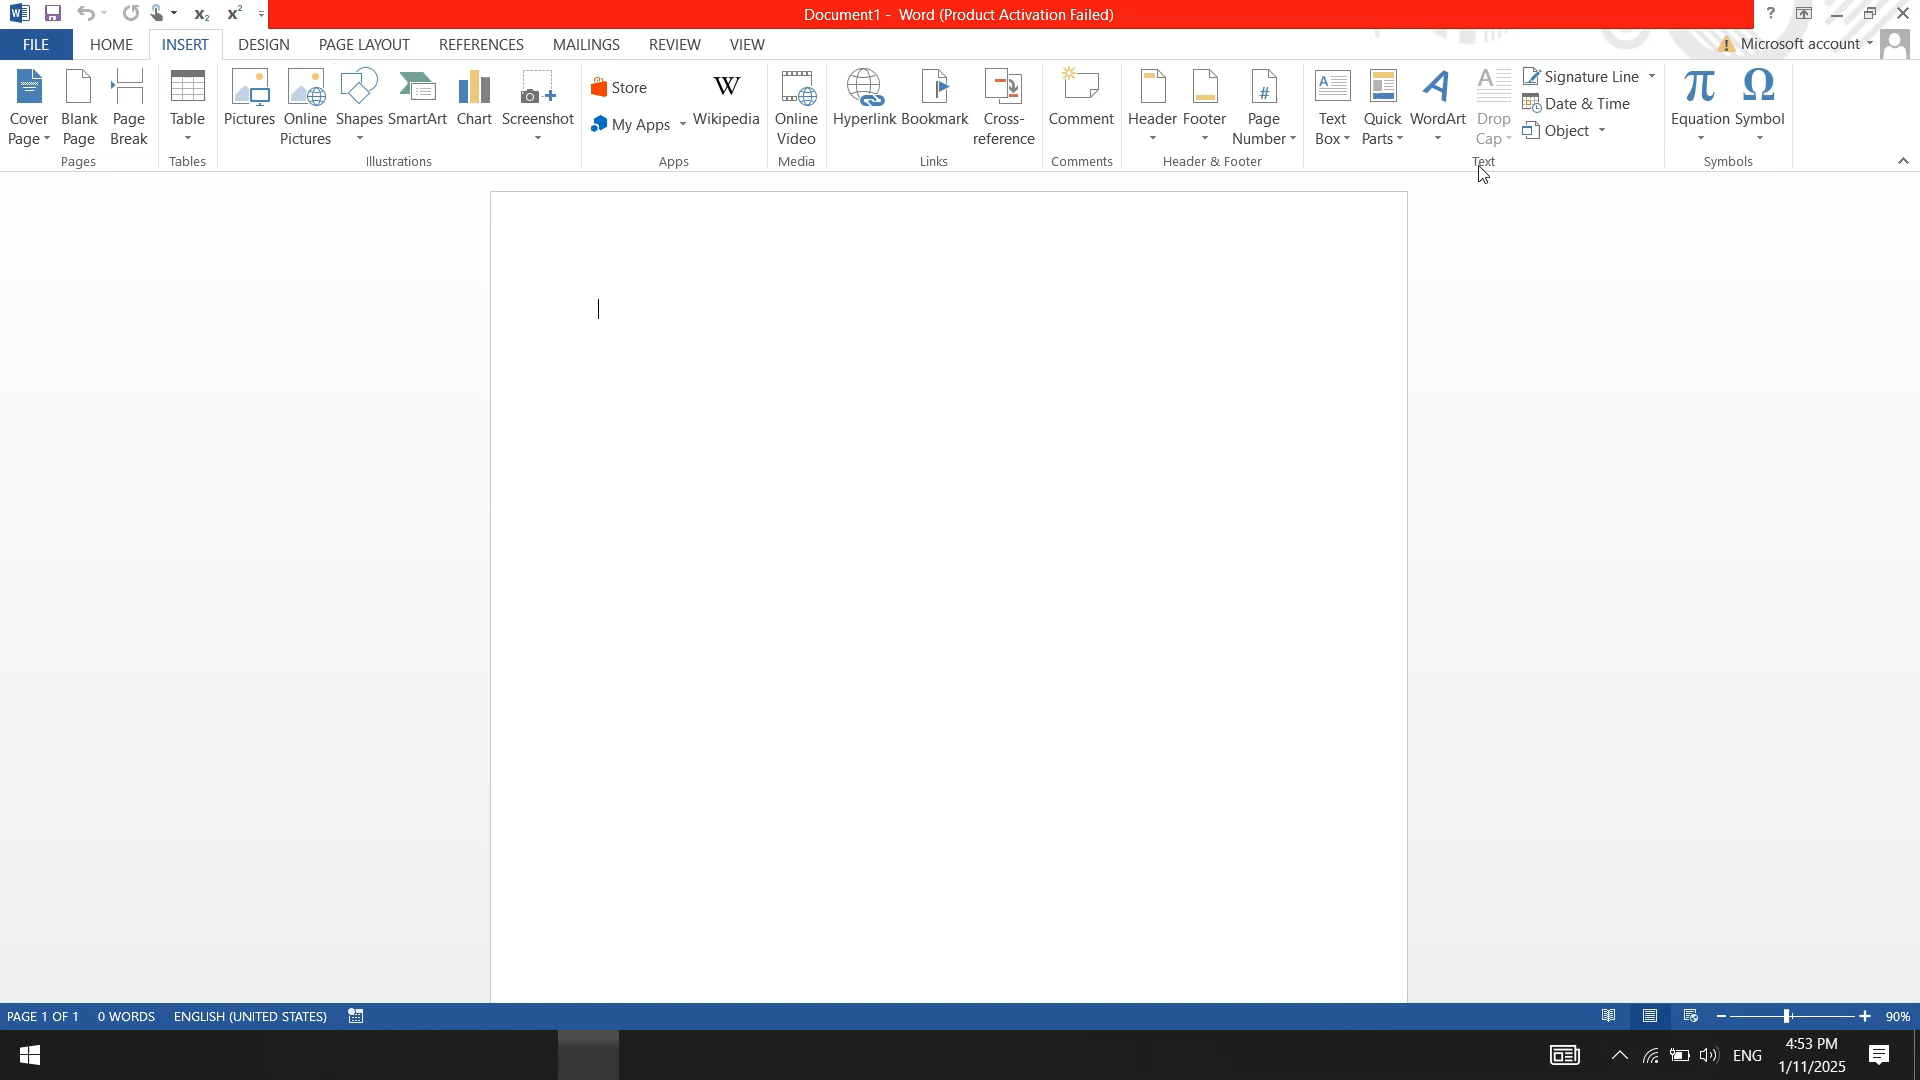 Document1 - Word (Product Activation Failed)
FILE HOME INSERT DESIGN PAGE LAYOUT REFERENCES MAILINGS REVIEW VIEW Microsoft account
Cover Page
Blank Page
Page Break
Pages
Table
Tables
Pictures
Online Pictures
Shapes
SmartArt
Chart
Screenshot
Illustrations
Store
My Apps
Wikipedia
Apps
Online Video
Media
Hyperlink
Bookmark
Cross-reference
Links
Comment
Comments
Header
Footer
Page Number
Header & Footer
Text Box
Quick Parts
WordArt
Drop Cap
Signature Line
Date & Time
Object
Text
Equation
Symbol
Symbols
PAGE 1 OF 1 0 WORDS ENGLISH (UNITED STATES) 90%
ENG
4:53 PM
1/11/2025